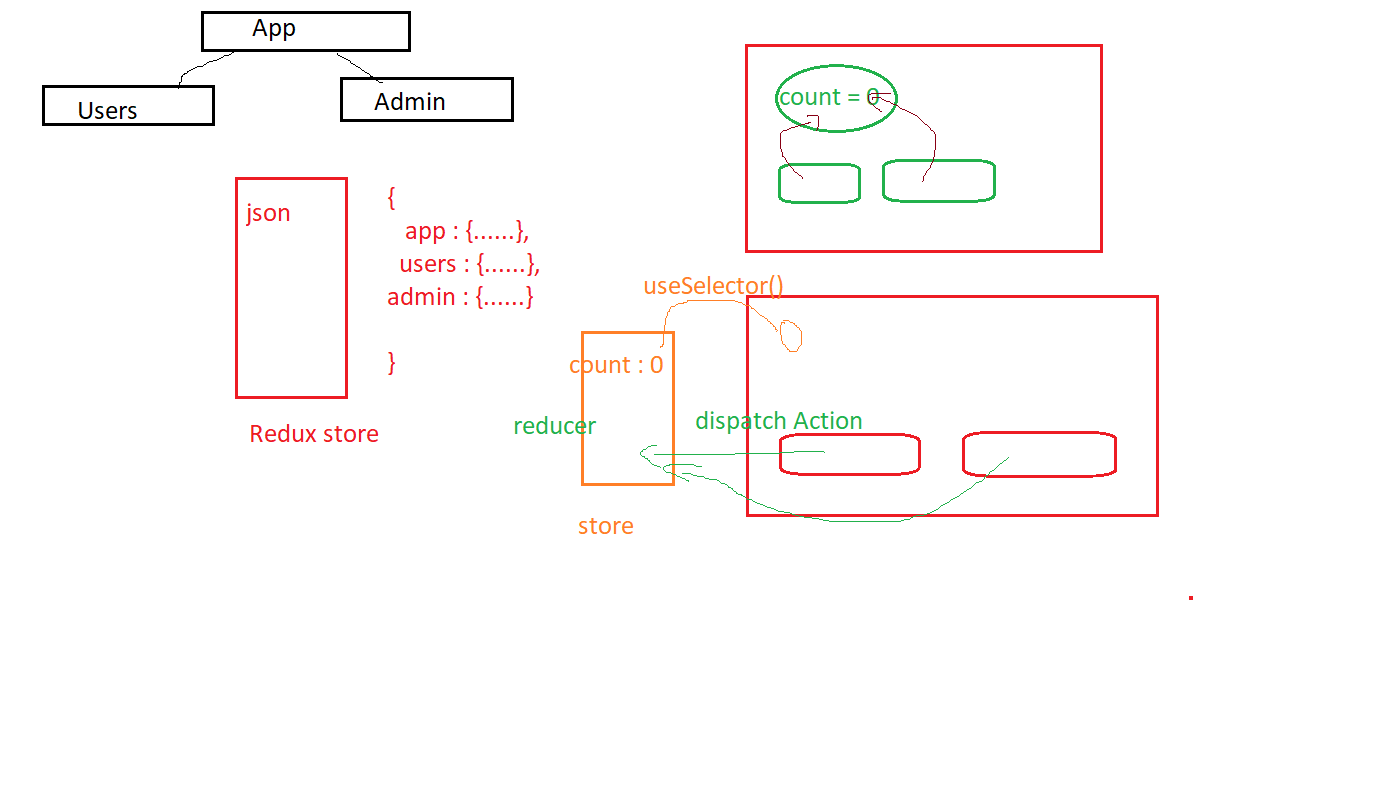 App
Users
Admin
count = 0
json
{
app : {......},
users : {......},
admin : {......}
}
Redux store
useSelector()
count : 0
reducer
dispatch Action
store